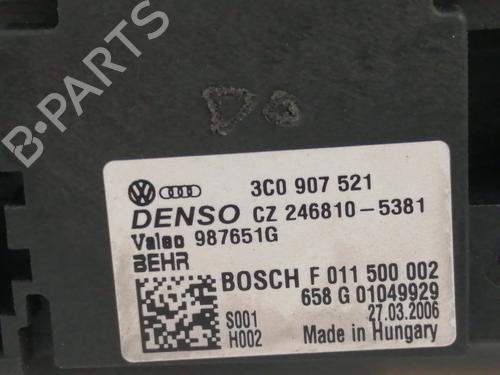 B-PARTS
3C0 907 521
DENSO CZ 246810-5381
Valeo 987651G
BEHR
BOSCH F 011 500 002
658 G 01049929
S001 27.03.2006
H002 Made in Hungary